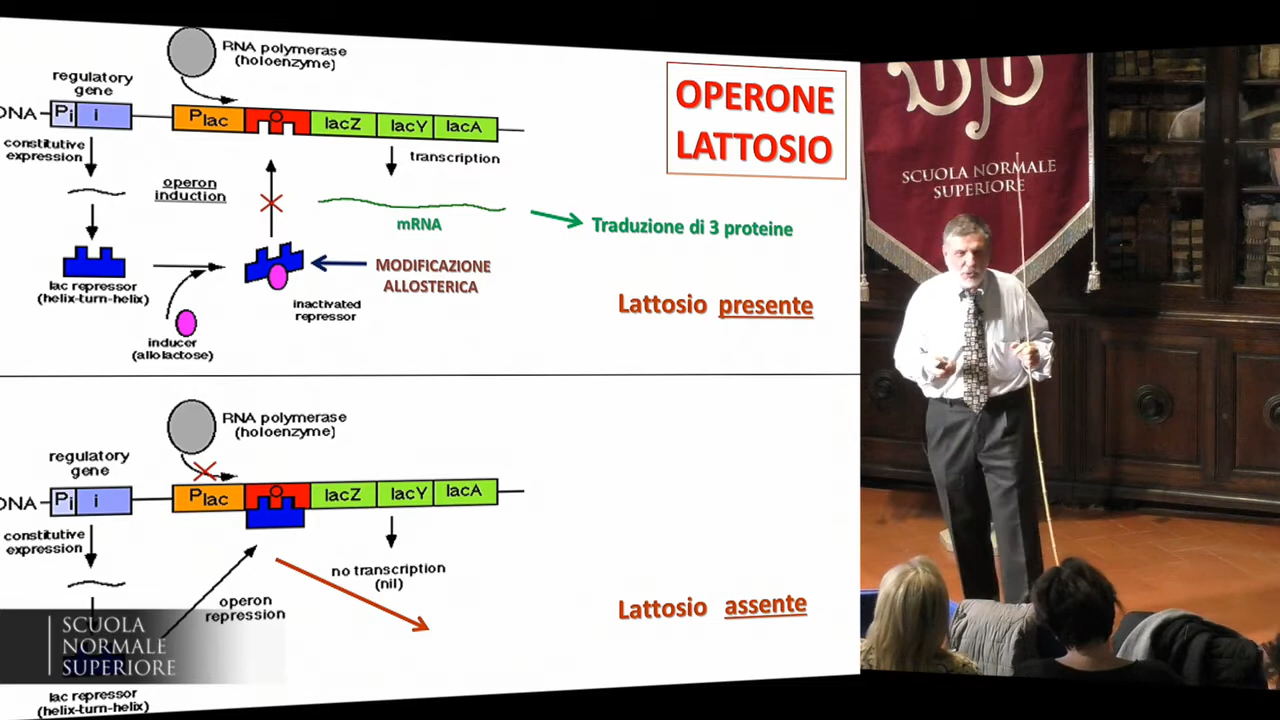 RNA polymerase
(holoenzyme)
regulatory
gene
DNA
Pi
i
Plac
O
lacZ
lacY
lacA
constitutive
expression
transcription
operon
induction
mRNA
Traduzione di 3 proteine
lac repressor
(helix-turn-helix)
MODIFICAZIONE
ALLOSTERICA
inactivated
repressor
inducer
(allolactose)
OPERONE
LATTOSIO
Lattosio presente
RNA polymerase
(holoenzyme)
regulatory
gene
DNA
Pi
i
Plac
O
lacZ
lacY
lacA
constitutive
expression
no transcription
(nil)
operon
repression
Lattosio assente
lac repressor
(helix-turn-helix)
SCUOLA
NORMALE
SUPERIORE
SCUOLA NORMALE
SUPERIORE